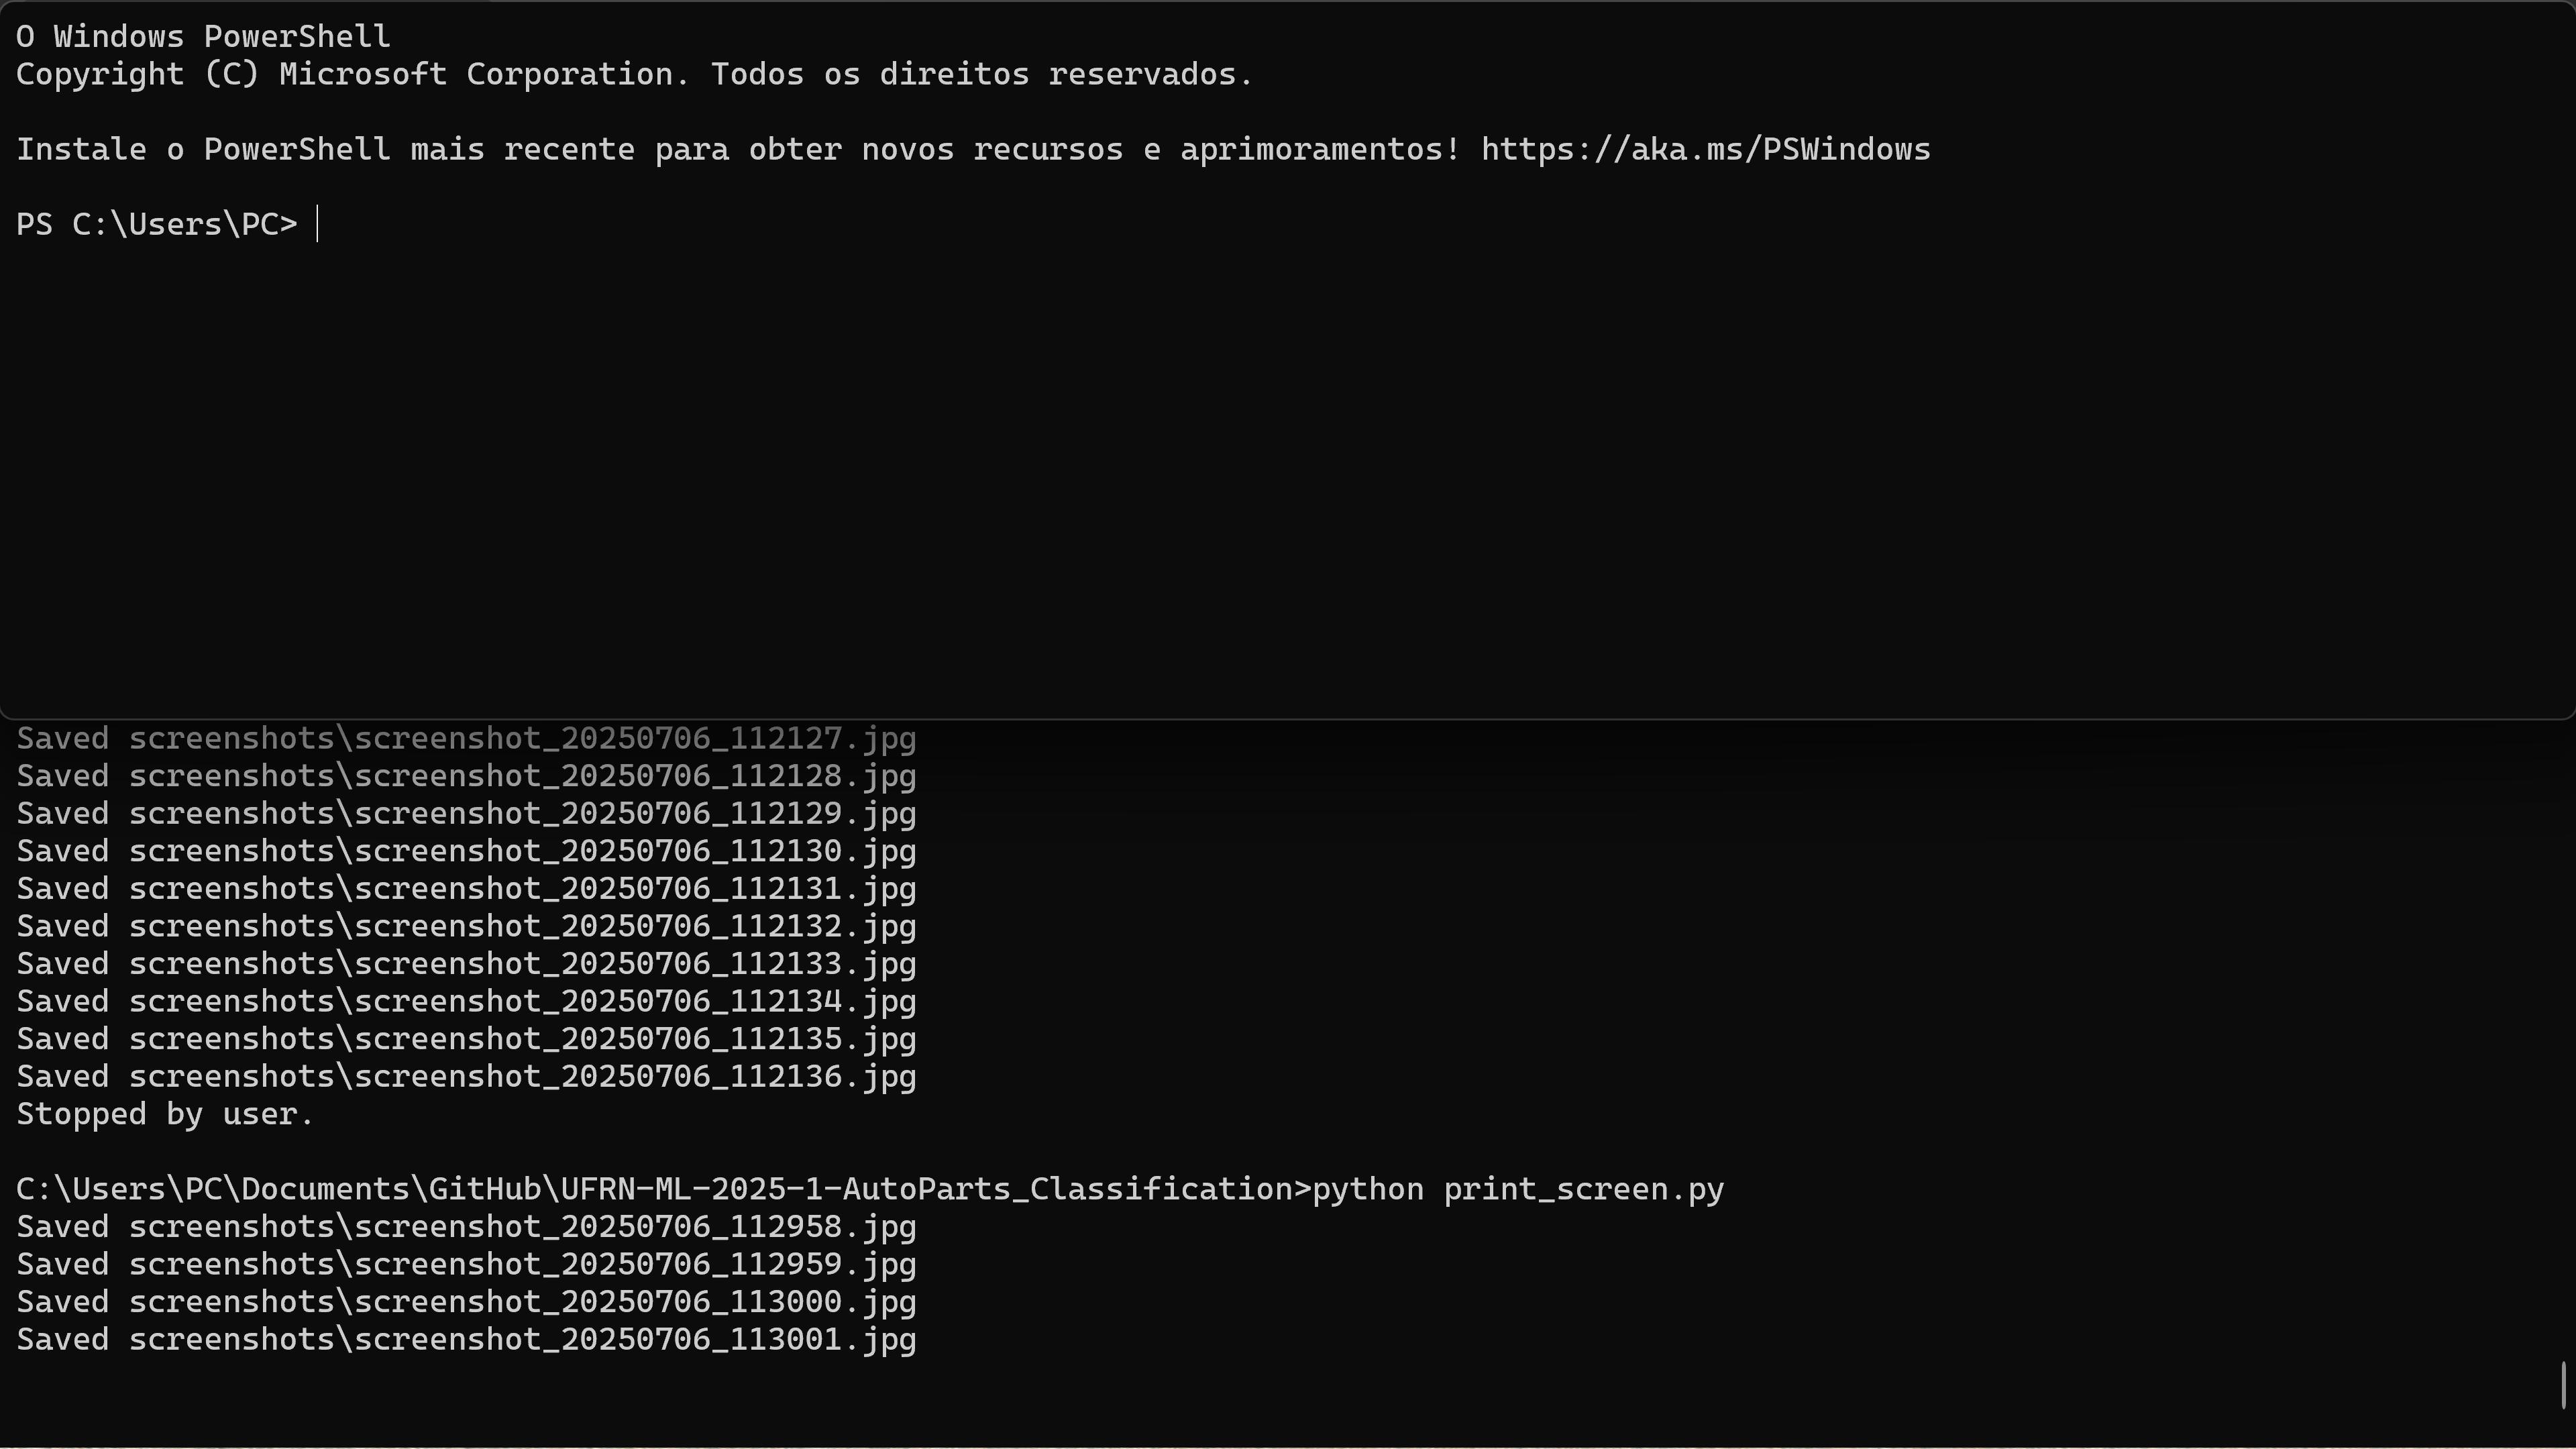 O Windows PowerShell
Copyright (C) Microsoft Corporation. Todos os direitos reservados.
Instale o PowerShell mais recente para obter novos recursos e aprimoramentos! https://aka.ms/PSWindows
PS C:\Users\PC>
Saved screenshots\screenshot_20250706_112127.jpg
Saved screenshots\screenshot_20250706_112128.jpg
Saved screenshots\screenshot_20250706_112129.jpg
Saved screenshots\screenshot_20250706_112130.jpg
Saved screenshots\screenshot_20250706_112131.jpg
Saved screenshots\screenshot_20250706_112132.jpg
Saved screenshots\screenshot_20250706_112133.jpg
Saved screenshots\screenshot_20250706_112134.jpg
Saved screenshots\screenshot_20250706_112135.jpg
Saved screenshots\screenshot_20250706_112136.jpg
Stopped by user.
C:\Users\PC\Documents\GitHub\UFRN-ML-2025-1-AutoParts_Classification>python print_screen.py
Saved screenshots\screenshot_20250706_112958.jpg
Saved screenshots\screenshot_20250706_112959.jpg
Saved screenshots\screenshot_20250706_113000.jpg
Saved screenshots\screenshot_20250706_113001.jpg